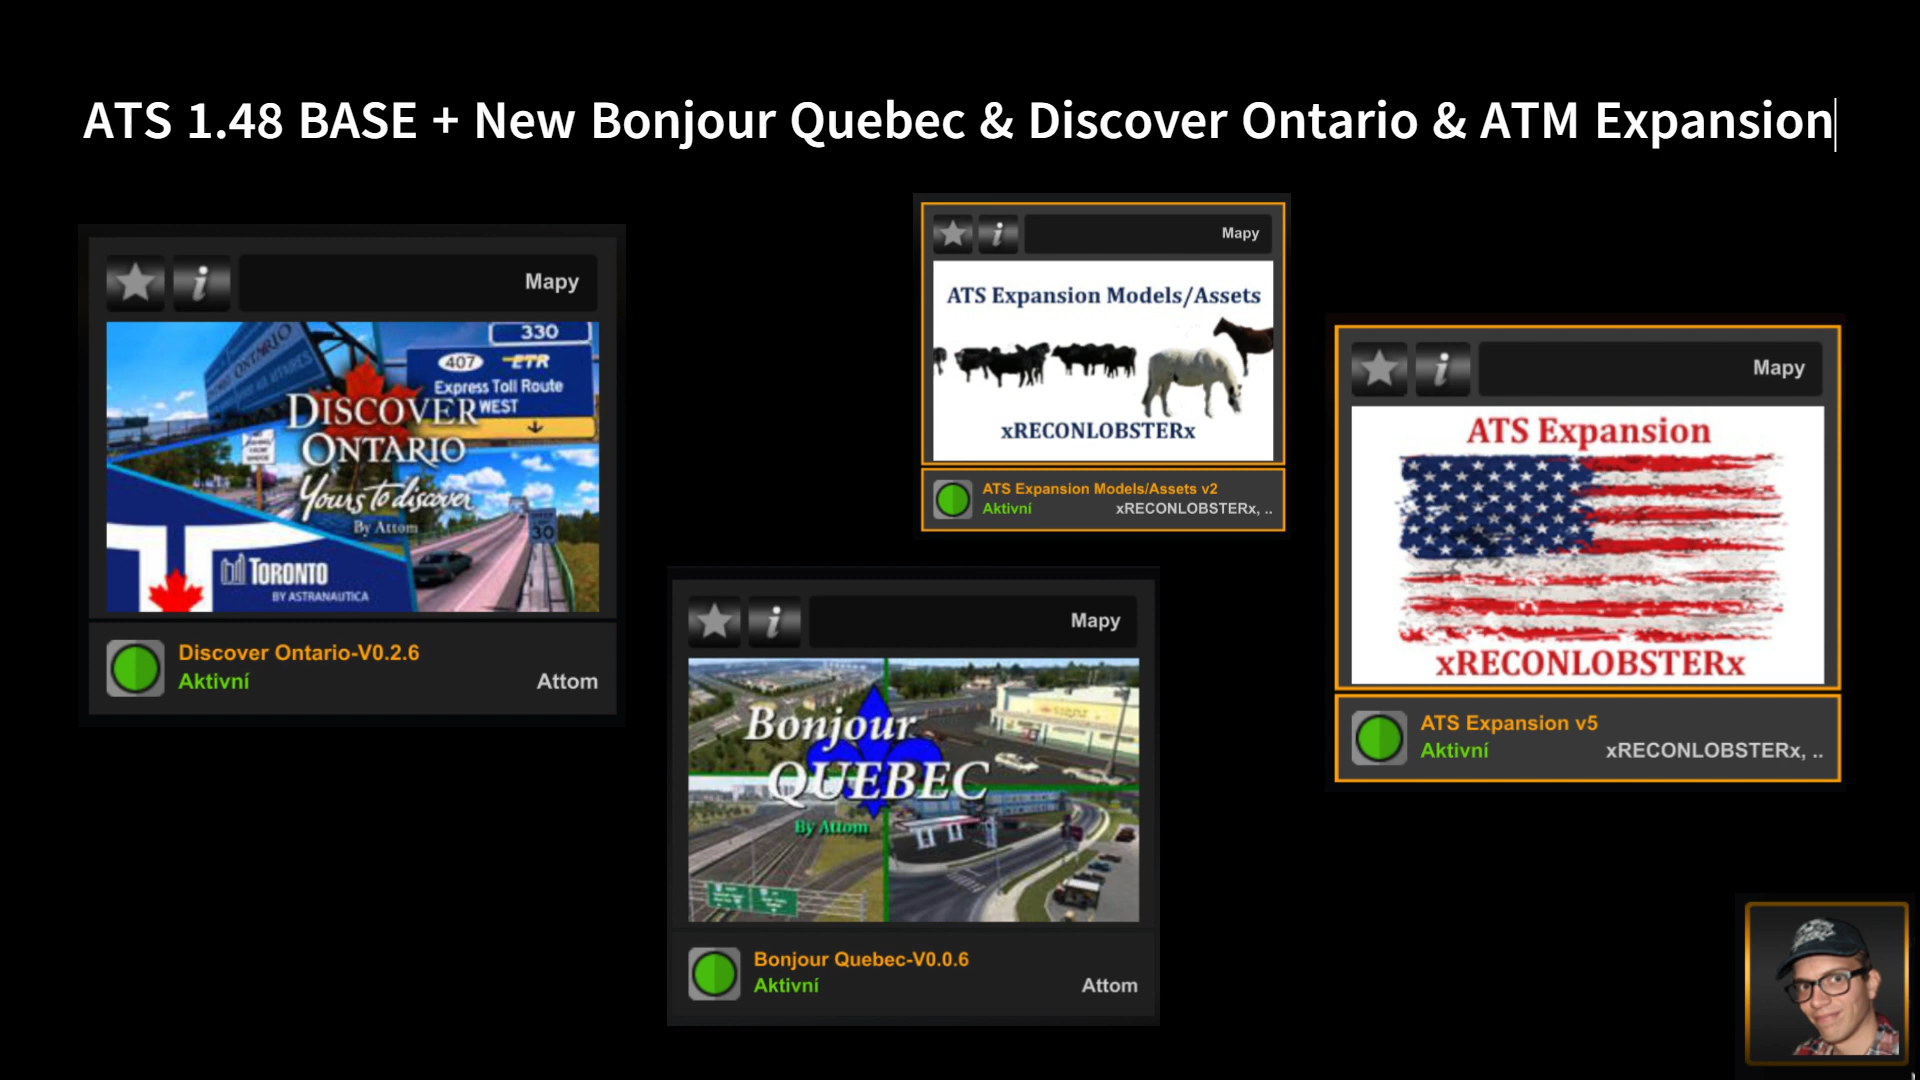 ATS 1.48 BASE + New Bonjour Quebec & Discover Ontario & ATM Expansion
Mapy
ONTARIO
330
407 ETR
Express Toll Route
WEST
DISCOVER
ONTARIO
Yours to discover
By Attom
30
TORONTO
BY ASTRANAUTICA
Discover Ontario-V0.2.6
Aktivní
Attom
Mapy
ATS Expansion Models/Assets
xRECONLOBSTERx
ATS Expansion Models/Assets v2
Aktivní
xRECONLOBSTERx, ..
Mapy
Bonjour
QUEBEC
By Attom
Bonjour Quebec-V0.0.6
Aktivní
Attom
Mapy
ATS Expansion
xRECONLOBSTERx
ATS Expansion v5
Aktivní
xRECONLOBSTERx, ..